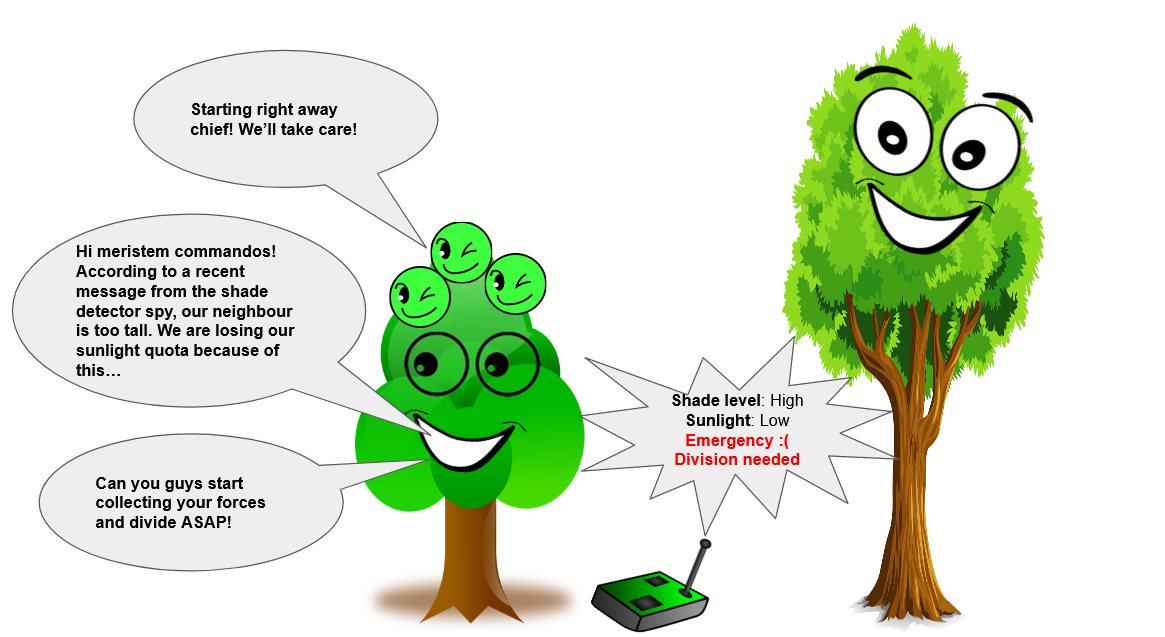 Starting right away
chief! We’ll take care!
Hi meristem commandos!
According to a recent
message from the shade
detector spy, our neighbour
is too tall. We are losing our
sunlight quota because of
this…
Can you guys start
collecting your forces
and divide ASAP!
Shade level: High
Sunlight: Low
Emergency :(
Division needed